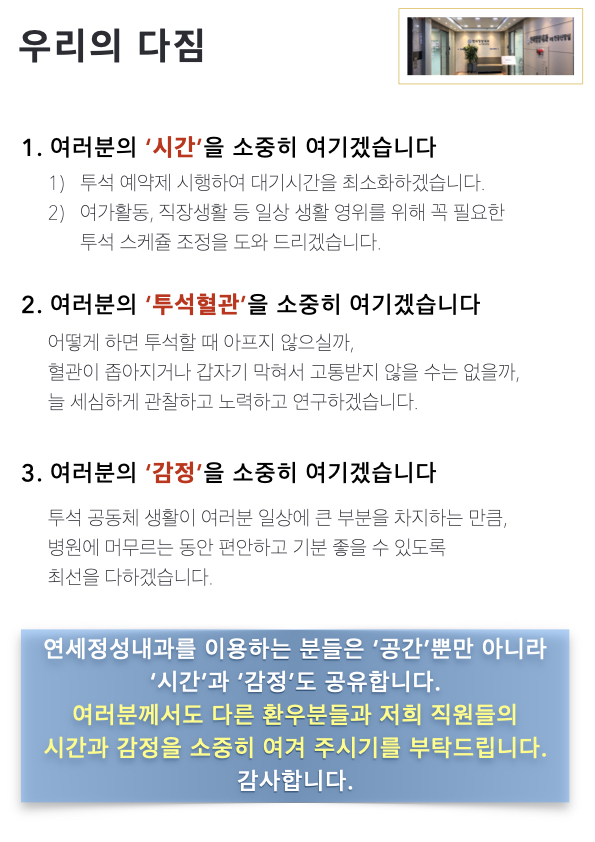 우리의 다짐
1. 여러분의 ‘시간’을 소중히 여기겠습니다
1) 투석 예약제 시행하여 대기시간을 최소화하겠습니다.
2) 여가활동, 직장생활 등 일상 생활 영위를 위해 꼭 필요한
투석 스케쥴 조정을 도와 드리겠습니다.
2. 여러분의 ‘투석혈관’을 소중히 여기겠습니다
어떻게 하면 투석할 때 아프지 않으실까,
혈관이 좁아지거나 갑자기 막혀서 고통받지 않을 수는 없을까,
늘 세심하게 관찰하고 노력하고 연구하겠습니다.
3. 여러분의 ‘감정’을 소중히 여기겠습니다
투석 공동체 생활이 여러분 일상에 큰 부분을 차지하는 만큼,
병원에 머무르는 동안 편안하고 기분 좋을 수 있도록
최선을 다하겠습니다.
연세정성내과를 이용하는 분들은 ‘공간’뿐만 아니라
‘시간’과 ‘감정’도 공유합니다.
여러분께서도 다른 환우분들과 저희 직원들의
시간과 감정을 소중히 여겨 주시기를 부탁드립니다.
감사합니다.